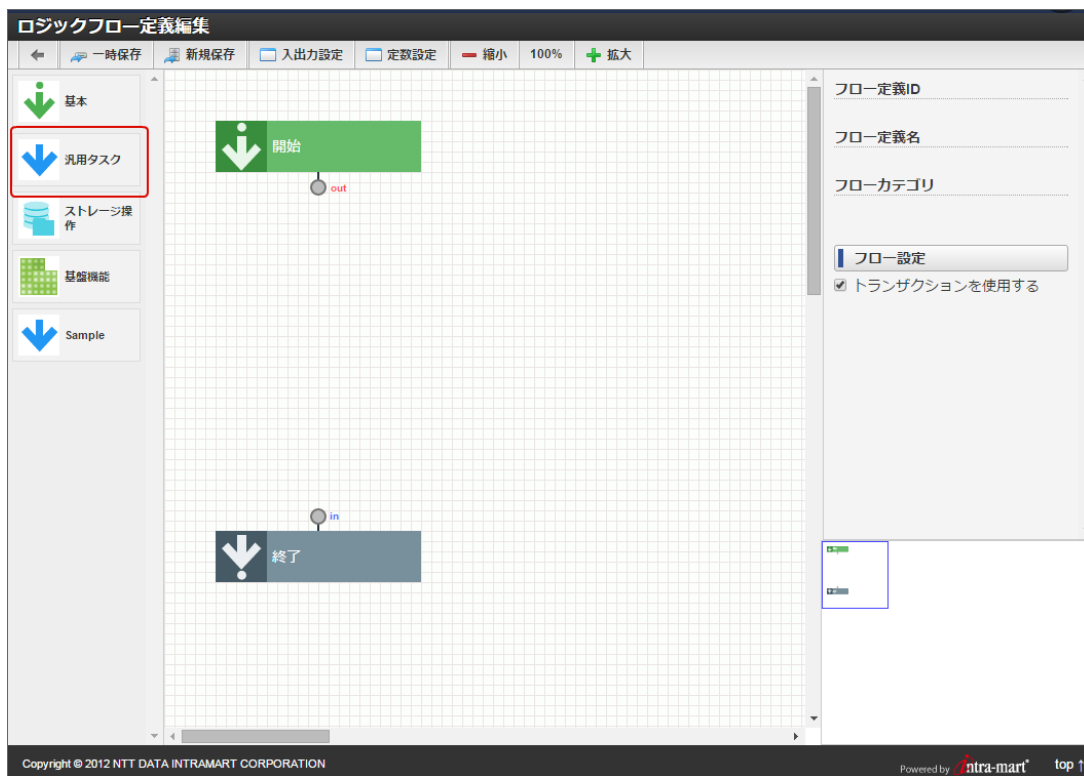 ロジックフロー定義編集
一時保存 新規保存 入出力設定 定数設定 縮小 100% 拡大
基本
汎用タスク
ストレージ操
作
基盤機能
Sample
開始
out
in
終了
フロー定義ID
フロー定義名
フローカテゴリ
フロー設定
トランザクションを使用する
Copyright © 2012 NTT DATA INTRAMART CORPORATION
Powered by intra-mart top ↑